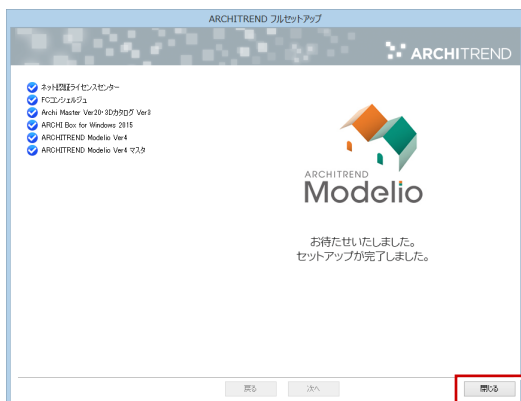 ARCHITREND フルセットアップ
ARCHITREND
ネット認証ライセンスセンター
FCコンシェルジュ
Archi Master Ver20・3Dカタログ Ver3
ARCHI Box for Windows 2015
ARCHITREND Modelio Ver4
ARCHITREND Modelio Ver4 マスタ
ARCHITREND
Modelio
お待たせいたしました。
セットアップが完了しました。
戻る
次へ
閉じる